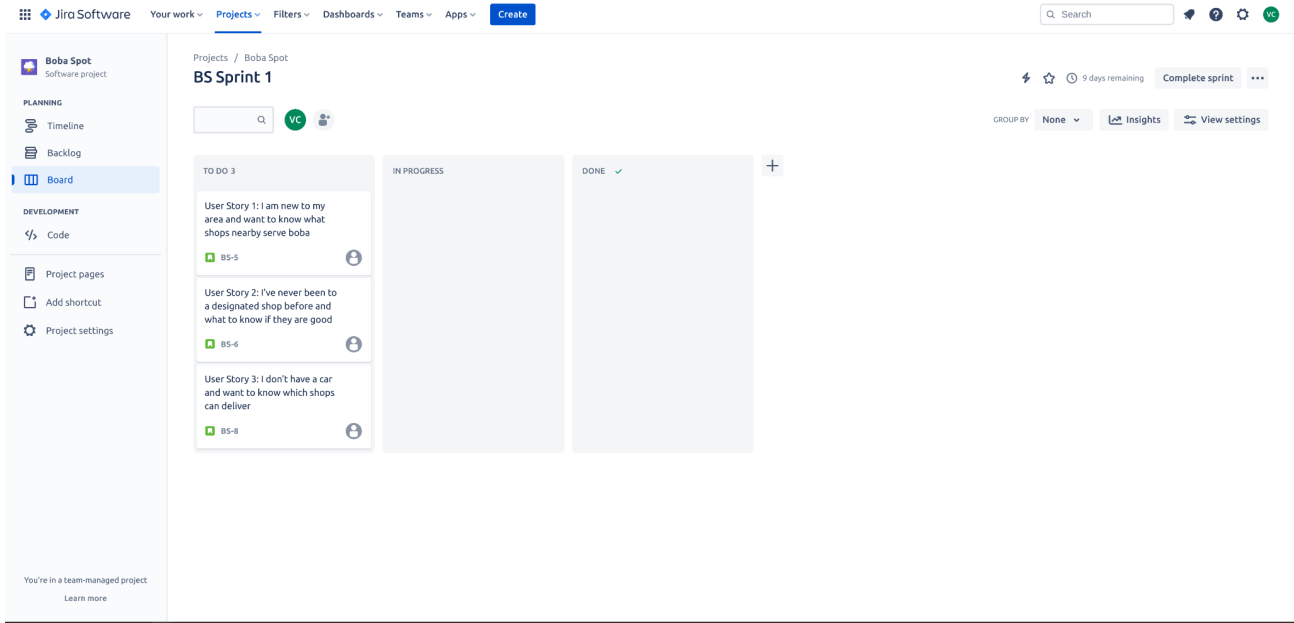 Jira Software Your work Projects Filters Dashboards Teams Apps Create Search VC
Boba Spot
Software project
PLANNING
Timeline
Backlog
Board
DEVELOPMENT
Code
Project pages
Add shortcut
Project settings
You're in a team-managed project
Learn more
Projects / Boba Spot
BS Sprint 1
9 days remaining Complete sprint
VC
GROUP BY None Insights View settings
TO DO 3
User Story 1: I am new to my
area and want to know what
shops nearby serve boba
BS-5
User Story 2: I've never been to
a designated shop before and
what to know if they are good
BS-6
User Story 3: I don't have a car
and want to know which shops
can deliver
BS-8
IN PROGRESS
DONE